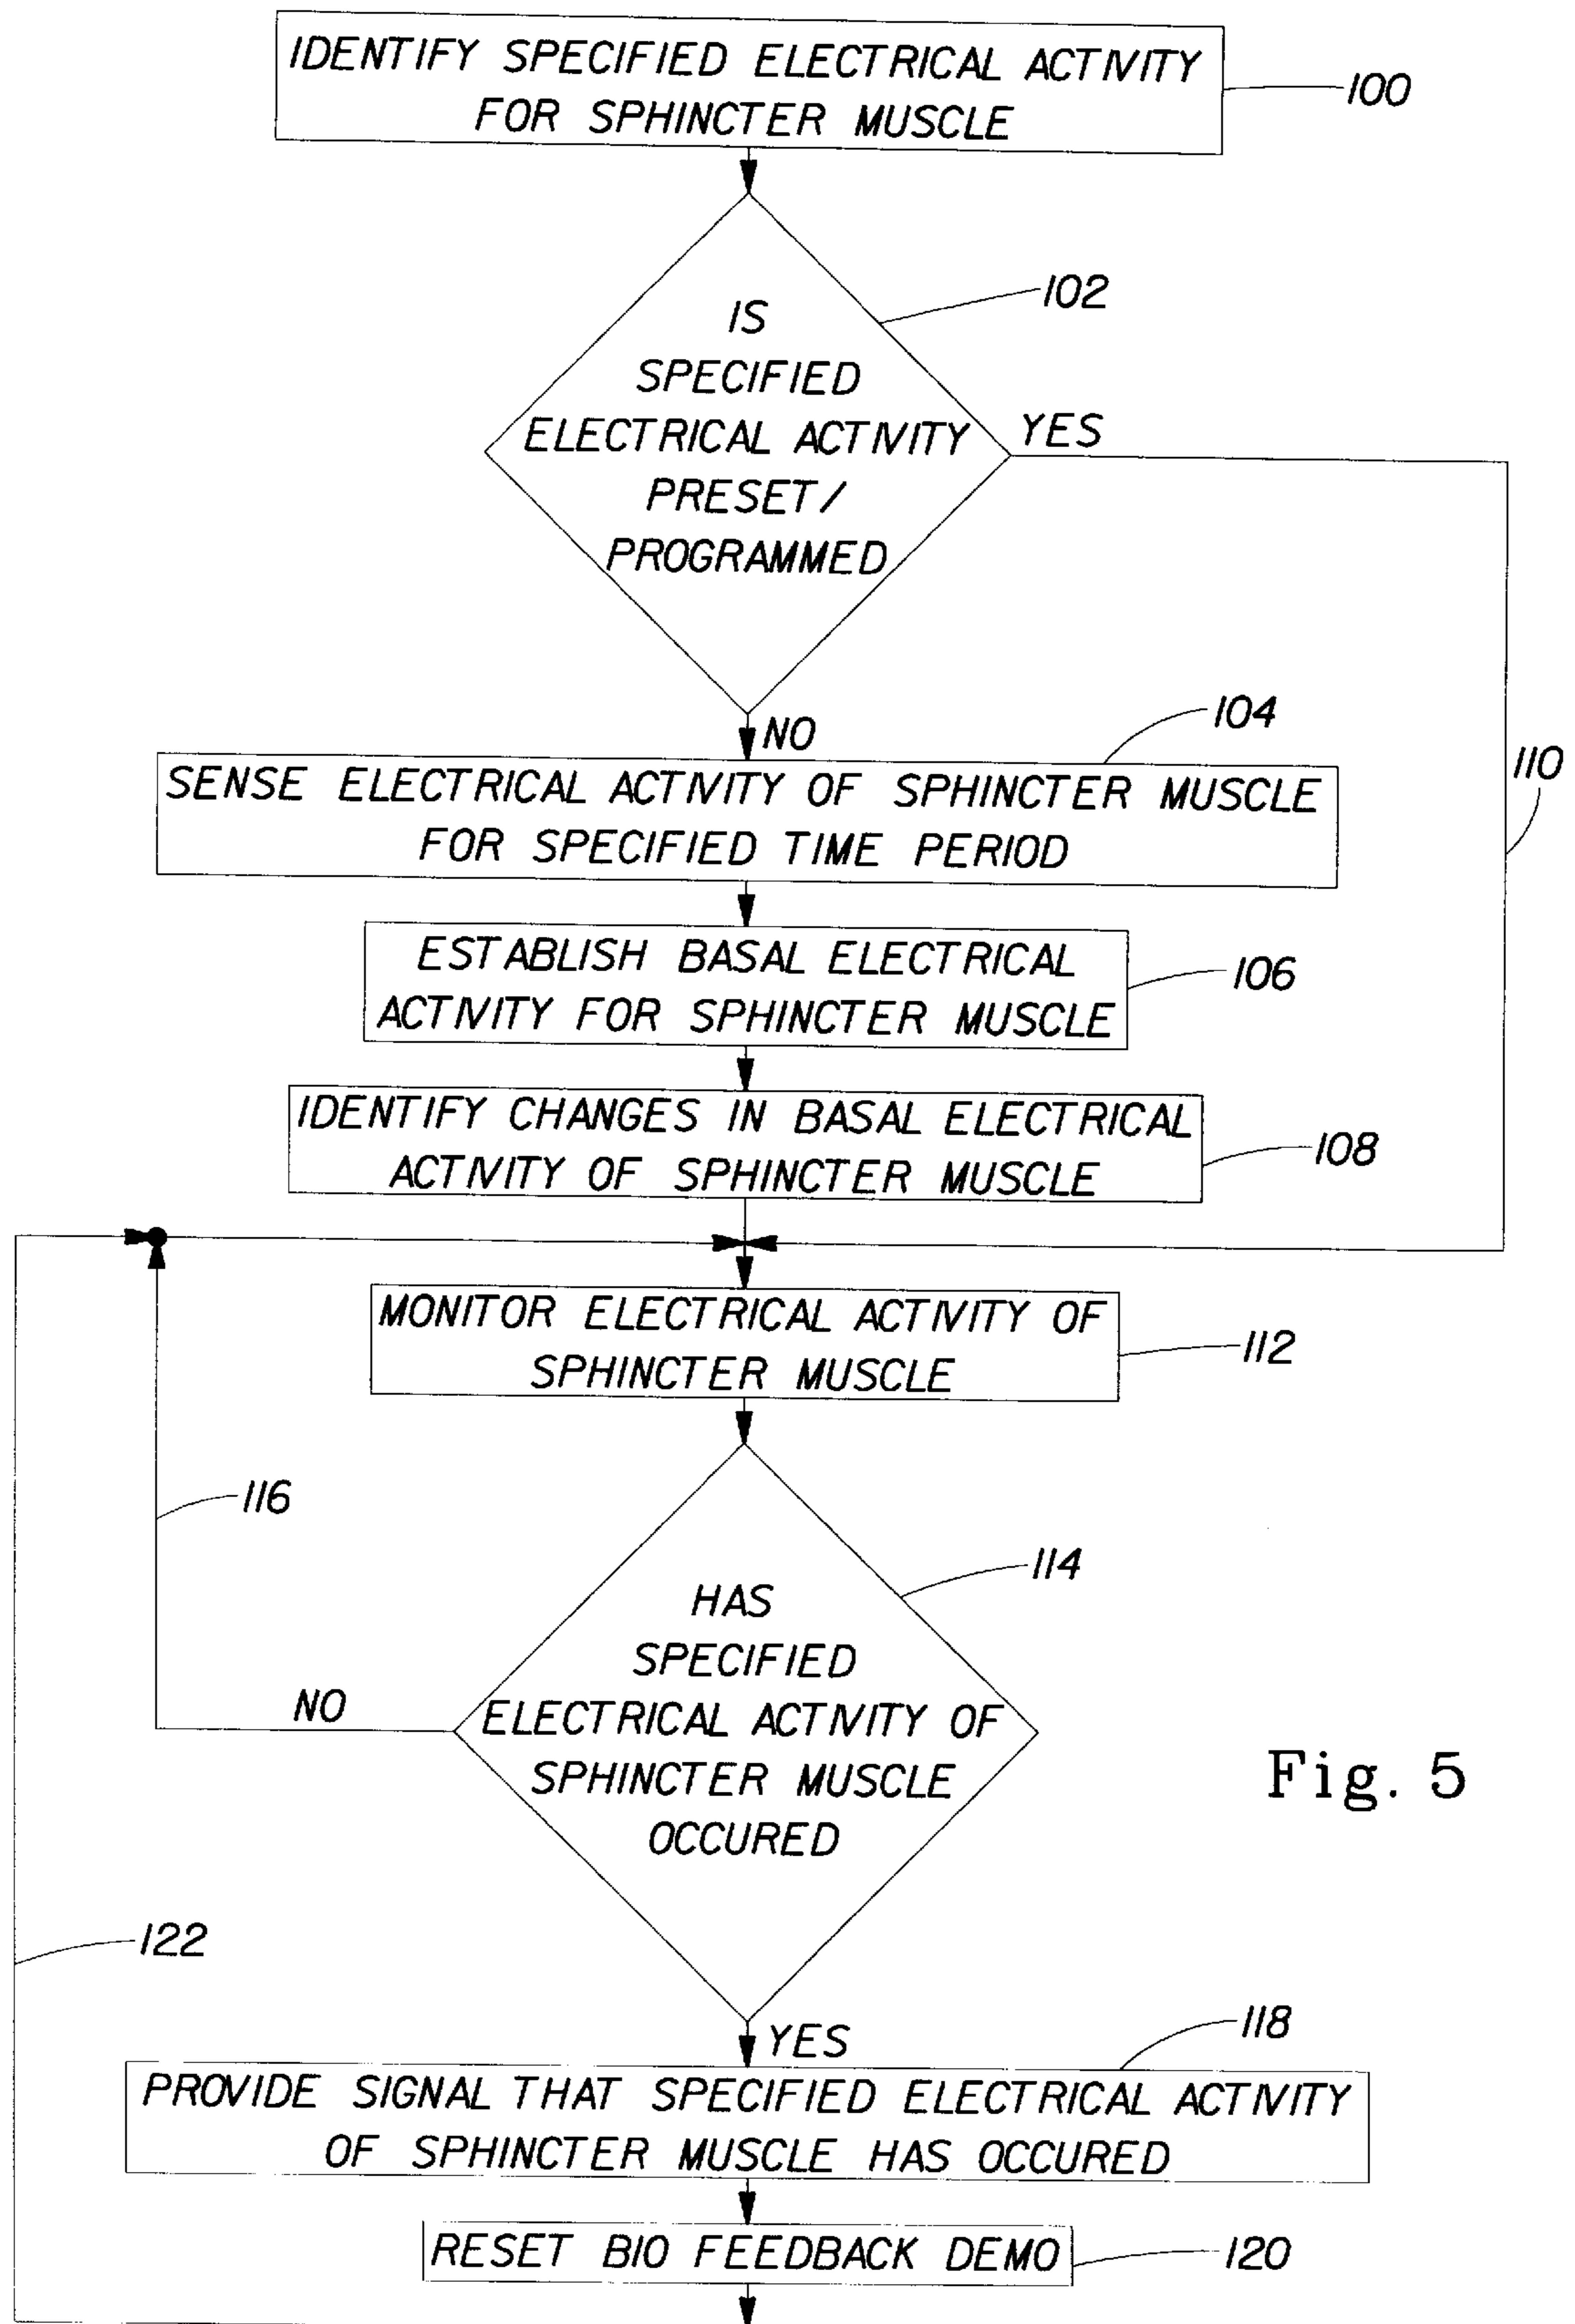 IDENTIFY SPECIFIED ELECTRICAL ACTIVITY
FOR SPHINCTER MUSCLE
100
102
IS
SPECIFIED
ELECTRICAL ACTIVITY
PRESET/
PROGRAMMED
YES
NO
104
SENSE ELECTRICAL ACTIVITY OF SPHINCTER MUSCLE
FOR SPECIFIED TIME PERIOD
110
ESTABLISH BASAL ELECTRICAL
ACTIVITY FOR SPHINCTER MUSCLE
106
IDENTIFY CHANGES IN BASAL ELECTRICAL
ACTIVITY OF SPHINCTER MUSCLE
108
MONITOR ELECTRICAL ACTIVITY OF
SPHINCTER MUSCLE
112
116
114
HAS
SPECIFIED
ELECTRICAL ACTIVITY OF
SPHINCTER MUSCLE
OCCURED
NO
Fig. 5
122
YES
118
PROVIDE SIGNAL THAT SPECIFIED ELECTRICAL ACTIVITY
OF SPHINCTER MUSCLE HAS OCCURED
RESET BIO FEEDBACK DEMO
120